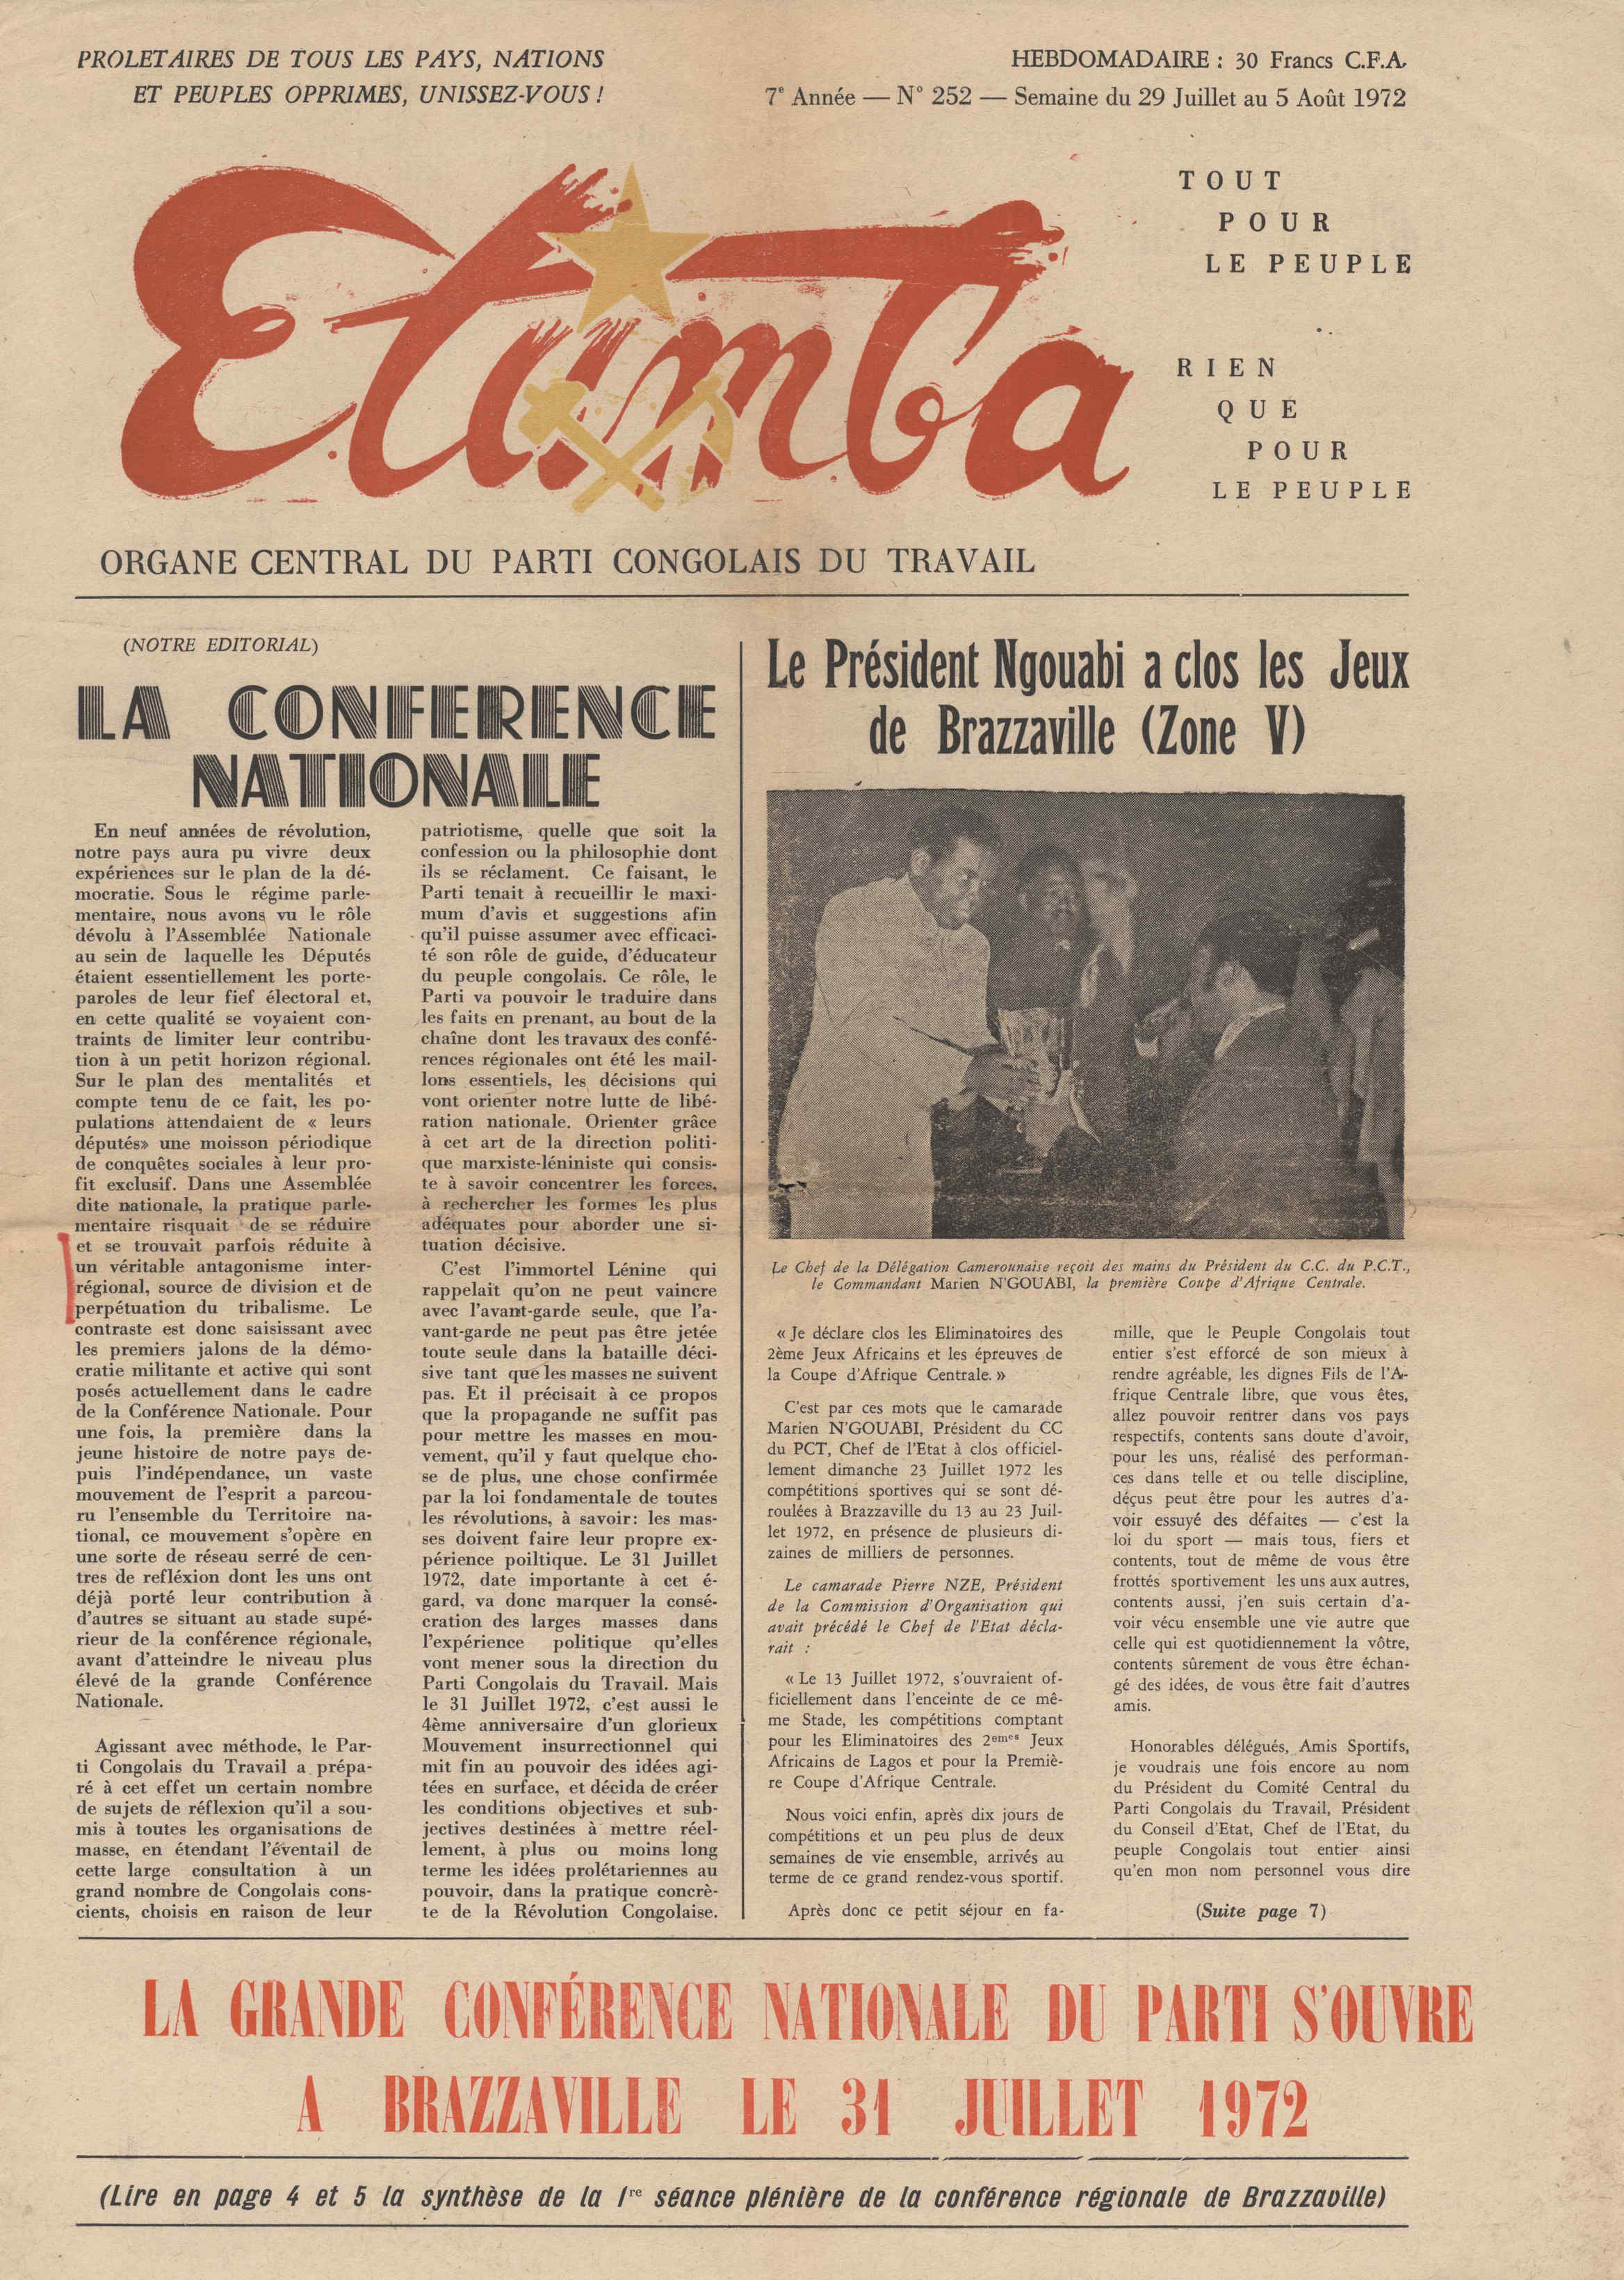 PROLETAIRES DE TOUS LES PAYS, NATIONS
ET PEUPLES OPPRIMES, UNISSEZ-VOUS !
HEBDOMADAIRE : 30 Francs C.F.A.
7e Année — N° 252 — Semaine du 29 Juillet au 5 Août 1972
Etumba
TOUT
POUR
LE PEUPLE
RIEN
QUE
POUR
LE PEUPLE
ORGANE CENTRAL DU PARTI CONGOLAIS DU TRAVAIL
(NOTRE EDITORIAL)
LA CONFERENCE
NATIONALE
En neuf années de révolution,
notre pays aura pu vivre deux
expériences sur le plan de la dé-
mocratie. Sous le régime parle-
mentaire, nous avons vu le rôle
dévolu à l'Assemblée Nationale
au sein de laquelle les Députés
étaient essentiellement les porte-
paroles de leur fief électoral et,
en cette qualité se voyaient con-
traints de limiter leur contribu-
tion à un petit horizon régional.
Sur le plan des mentalités et
compte tenu de ce fait, les po-
pulations attendaient de « leurs
députés» une moisson périodique
de conquêtes sociales à leur pro-
fit exclusif. Dans une Assemblée
dite nationale, la pratique parle-
mentaire risquait de se réduire
et se trouvait parfois réduite à
un véritable antagonisme inter-
régional, source de division et de
perpétuation du tribalisme. Le
contraste est donc saisissant avec
les premiers jalons de la démo-
cratie militante et active qui sont
posés actuellement dans le cadre
de la Conférence Nationale. Pour
une fois, la première dans la
jeune histoire de notre pays de-
puis l'indépendance, un vaste
mouvement de l'esprit a parcou-
ru l'ensemble du Territoire na-
tional, ce mouvement s'opère en
une sorte de réseau serré de cen-
tres de refléxion dont les uns ont
déjà porté leur contribution à
d'autres se situant au stade supé-
rieur de la conférence régionale,
avant d'atteindre le niveau plus
élevé de la grande Conférence
Nationale.
Agissant avec méthode, le Par-
ti Congolais du Travail a prépa-
ré à cet effet un certain nombre
de sujets de réflexion qu'il a sou-
mis à toutes les organisations de
masse, en étendant l'éventail de
cette large consultation à un
grand nombre de Congolais cons-
cients, choisis en raison de leur
patriotisme, quelle que soit la
confession ou la philosophie dont
ils se réclament. Ce faisant, le
Parti tenait à recueillir le maxi-
mum d'avis et suggestions afin
qu'il puisse assumer avec efficaci-
té son rôle de guide, d'éducateur
du peuple congolais. Ce rôle, le
Parti va pouvoir le traduire dans
les faits en prenant, au bout de la
chaîne dont les travaux des confé-
rences régionales ont été les mail-
lons essentiels, les décisions qui
vont orienter notre lutte de libé-
ration nationale. Orienter grâce
à cet art de la direction politi-
que marxiste-léniniste qui consis-
te à savoir concentrer les forces,
à rechercher les formes les plus
adéquates pour aborder une si-
tuation décisive.
C'est l'immortel Lénine qui
rappelait qu'on ne peut vaincre
avec l'avant-garde seule, que l'a-
vant-garde ne peut pas être jetée
toute seule dans la bataille déci-
sive tant que les masses ne suivent
pas. Et il précisait à ce propos
que la propagande ne suffit pas
pour mettre les masses en mou-
vement, qu'il y faut quelque cho-
se de plus, une chose confirmée
par la loi fondamentale de toutes
les révolutions, à savoir: les mas-
ses doivent faire leur propre ex-
périence poiltique. Le 31 Juillet
1972, date importante à cet é-
gard, va donc marquer la consé-
cration des larges masses dans
l'expérience politique qu'elles
vont mener sous la direction du
Parti Congolais du Travail. Mais
le 31 Juillet 1972, c'est aussi le
4ème anniversaire d'un glorieux
Mouvement insurrectionnel qui
mit fin au pouvoir des idées agi-
tées en surface, et décida de créer
les conditions objectives et sub-
jectives destinées à mettre réel-
lement, à plus ou moins long
terme les idées prolétariennes au
pouvoir, dans la pratique concrè-
te de la Révolution Congolaise.
Le Président Ngouabi a clos les Jeux
de Brazzaville (Zone V)
Le Chef de la Délégation Camerounaise reçoit des mains du Président du C.C. du P.C.T.,
le Commandant Marien N'GOUABI, la première Coupe d'Afrique Centrale.
« Je déclare clos les Eliminatoires des
2ème Jeux Africains et les épreuves de
la Coupe d'Afrique Centrale. »
C'est par ces mots que le camarade
Marien N'GOUABI, Président du CC
du PCT, Chef de l'Etat à clos officiel-
lement dimanche 23 Juillet 1972 les
compétitions sportives qui se sont dé-
roulées à Brazzaville du 13 au 23 Juil-
let 1972, en présence de plusieurs di-
zaines de milliers de personnes.
Le camarade Pierre NZE, Président
de la Commission d'Organisation qui
avait précédé le Chef de l'Etat décla-
rait :
« Le 13 Juillet 1972, s'ouvraient of-
ficiellement dans l'enceinte de ce mê-
me Stade, les compétitions comptant
pour les Eliminatoires des 2emes Jeux
Africains de Lagos et pour la Premiè-
re Coupe d'Afrique Centrale.
Nous voici enfin, après dix jours de
compétitions et un peu plus de deux
semaines de vie ensemble, arrivés au
terme de ce grand rendez-vous sportif.
Après donc ce petit séjour en fa-
mille, que le Peuple Congolais tout
entier s'est efforcé de son mieux à
rendre agréable, les dignes Fils de l'A-
frique Centrale libre, que vous êtes,
allez pouvoir rentrer dans vos pays
respectifs, contents sans doute d'avoir,
pour les uns, réalisé des performan-
ces dans telle et ou telle discipline,
déçus peut être pour les autres d'a-
voir essuyé des défaites — c'est la
loi du sport — mais tous, fiers et
contents, tout de même de vous être
frottés sportivement les uns aux autres,
contents aussi, j'en suis certain d'a-
voir vécu ensemble une vie autre que
celle qui est quotidiennement la vôtre,
contents sûrement de vous être échan-
gé des idées, de vous être fait d'autres
amis.
Honorables délégués, Amis Sportifs,
je voudrais une fois encore au nom
du Président du Comité Central du
Parti Congolais du Travail, Président
du Conseil d'Etat, Chef de l'Etat, du
peuple Congolais tout entier ainsi
qu'en mon nom personnel vous dire
(Suite page 7)
LA GRANDE CONFÉRENCE NATIONALE DU PARTI S'OUVRE
A BRAZZAVILLE LE 31 JUILLET 1972
(Lire en page 4 et 5 la synthèse de la 1re séance plénière de la conférence régionale de Brazzaville)